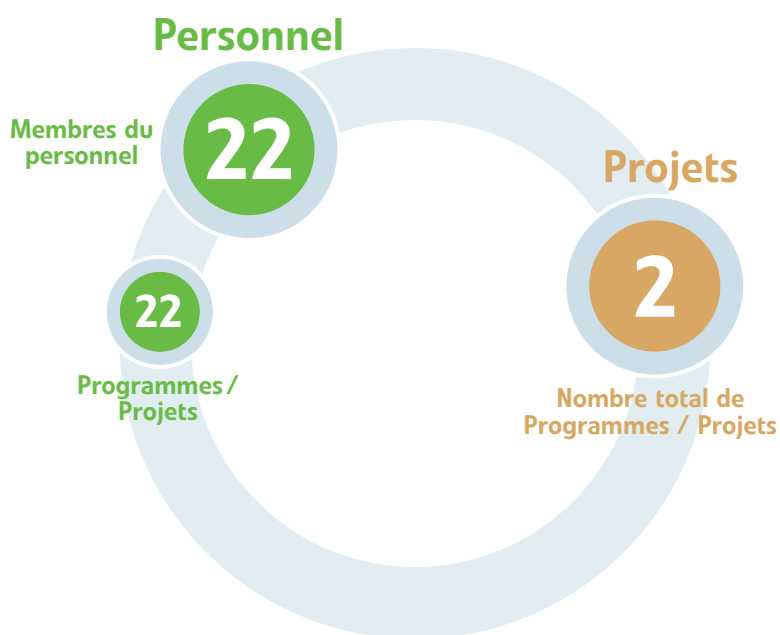 Personnel
Membres du
personnel
22
22
Programmes /
Projets
Projets
2
Nombre total de
Programmes / Projets